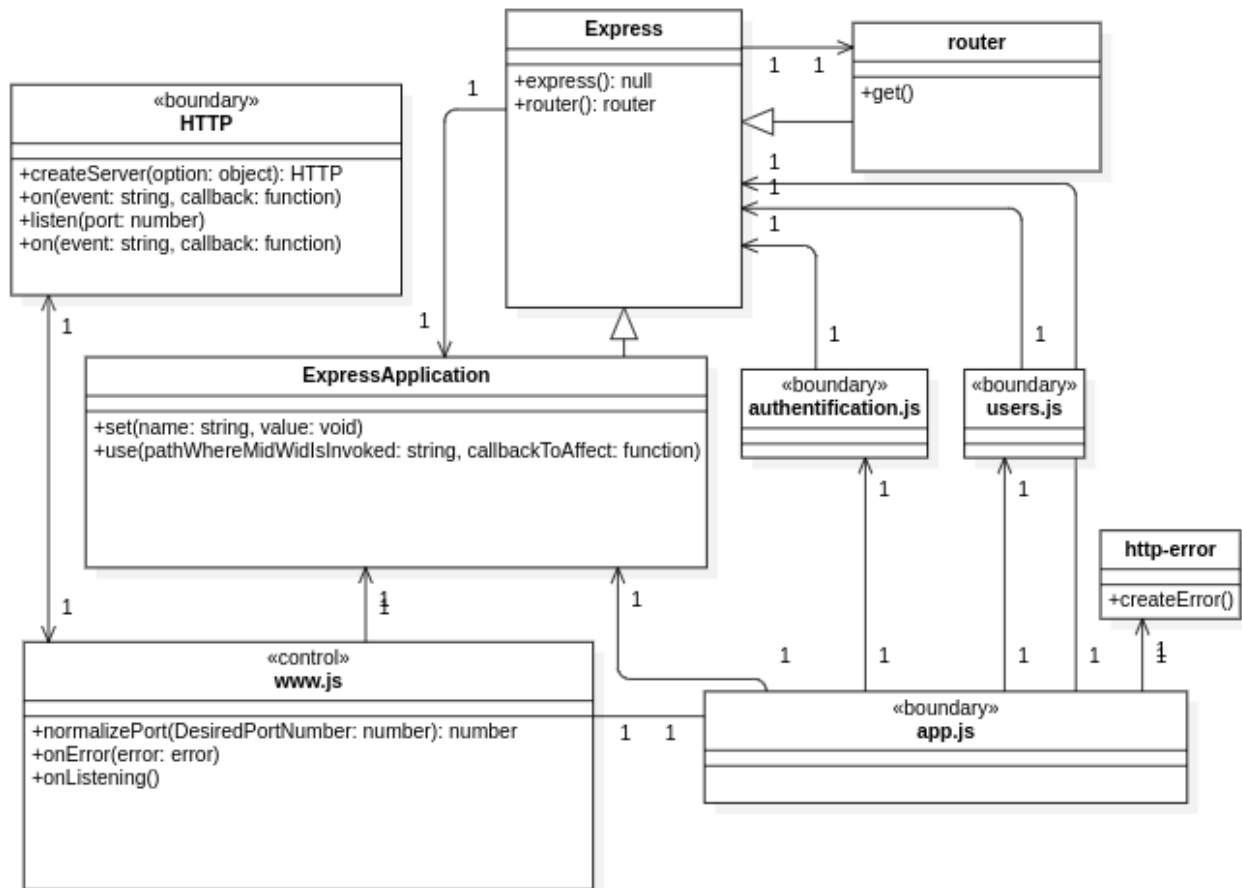 Express
+express(): null
+router(): router
router
+get()
1
1
1
«boundary»
HTTP
+createServer(option: object): HTTP
+on(event: string, callback: function)
+listen(port: number)
+on(event: string, callback: function)
1
1
1
1
1
1
1
1
ExpressApplication
+set(name: string, value: void)
+use(pathWhereMidWidIsInvoked: string, callbackToAffect: function)
«boundary»
authentification.js
«boundary»
users.js
1
1
http-error
+createError()
1
1
1
1
1
1
1
1
1
1
1
«control»
www.js
+normalizePort(DesiredPortNumber: number): number
+onError(error: error)
+onListening()
1
1
«boundary»
app.js